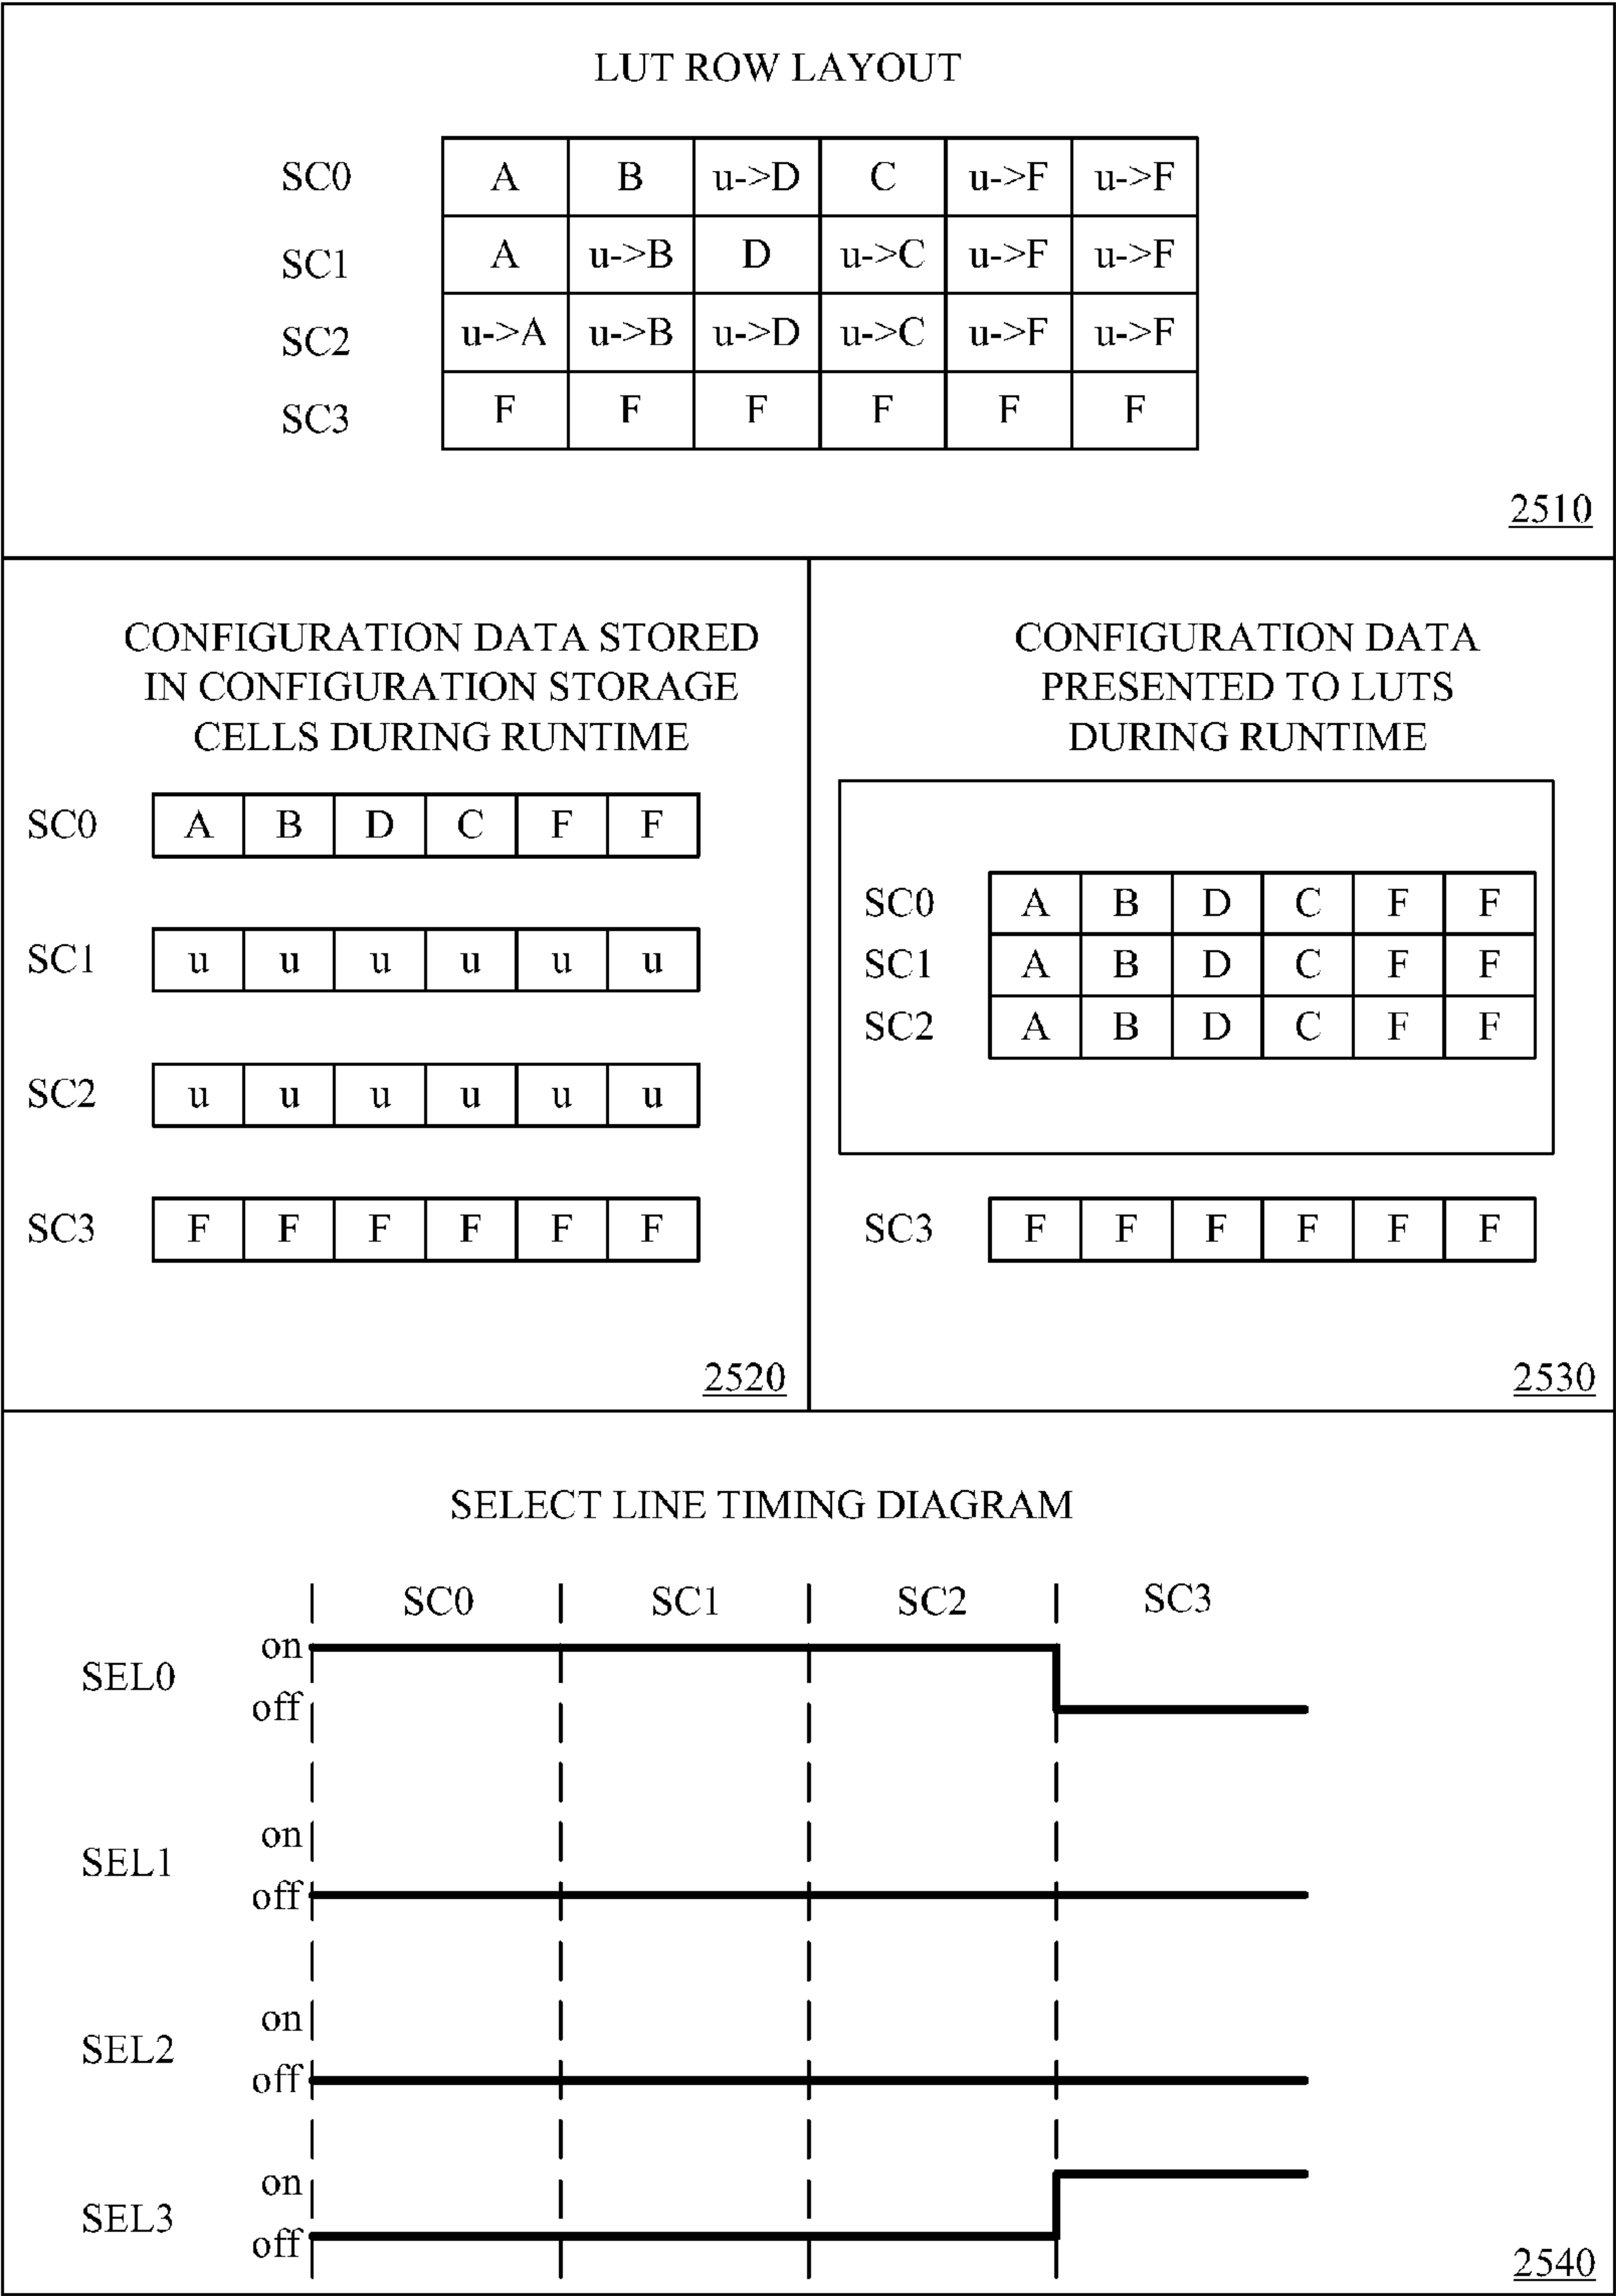 LUT ROW LAYOUT
SC0 A B u->D C u->F u->F
SC1 A u->B D u->C u->F u->F
SC2 u->A u->B u->D u->C u->F u->F
SC3 F F F F F F
2510
CONFIGURATION DATA STORED
IN CONFIGURATION STORAGE
CELLS DURING RUNTIME
SC0 A B D C F F
SC1 u u u u u u
SC2 u u u u u u
SC3 F F F F F F
2520
CONFIGURATION DATA
PRESENTED TO LUTS
DURING RUNTIME
SC0 A B D C F F
SC1 A B D C F F
SC2 A B D C F F
SC3 F F F F F F
2530
SELECT LINE TIMING DIAGRAM
SC0 SC1 SC2 SC3
on
SEL0
off
on
SEL1
off
on
SEL2
off
on
SEL3
off
2540